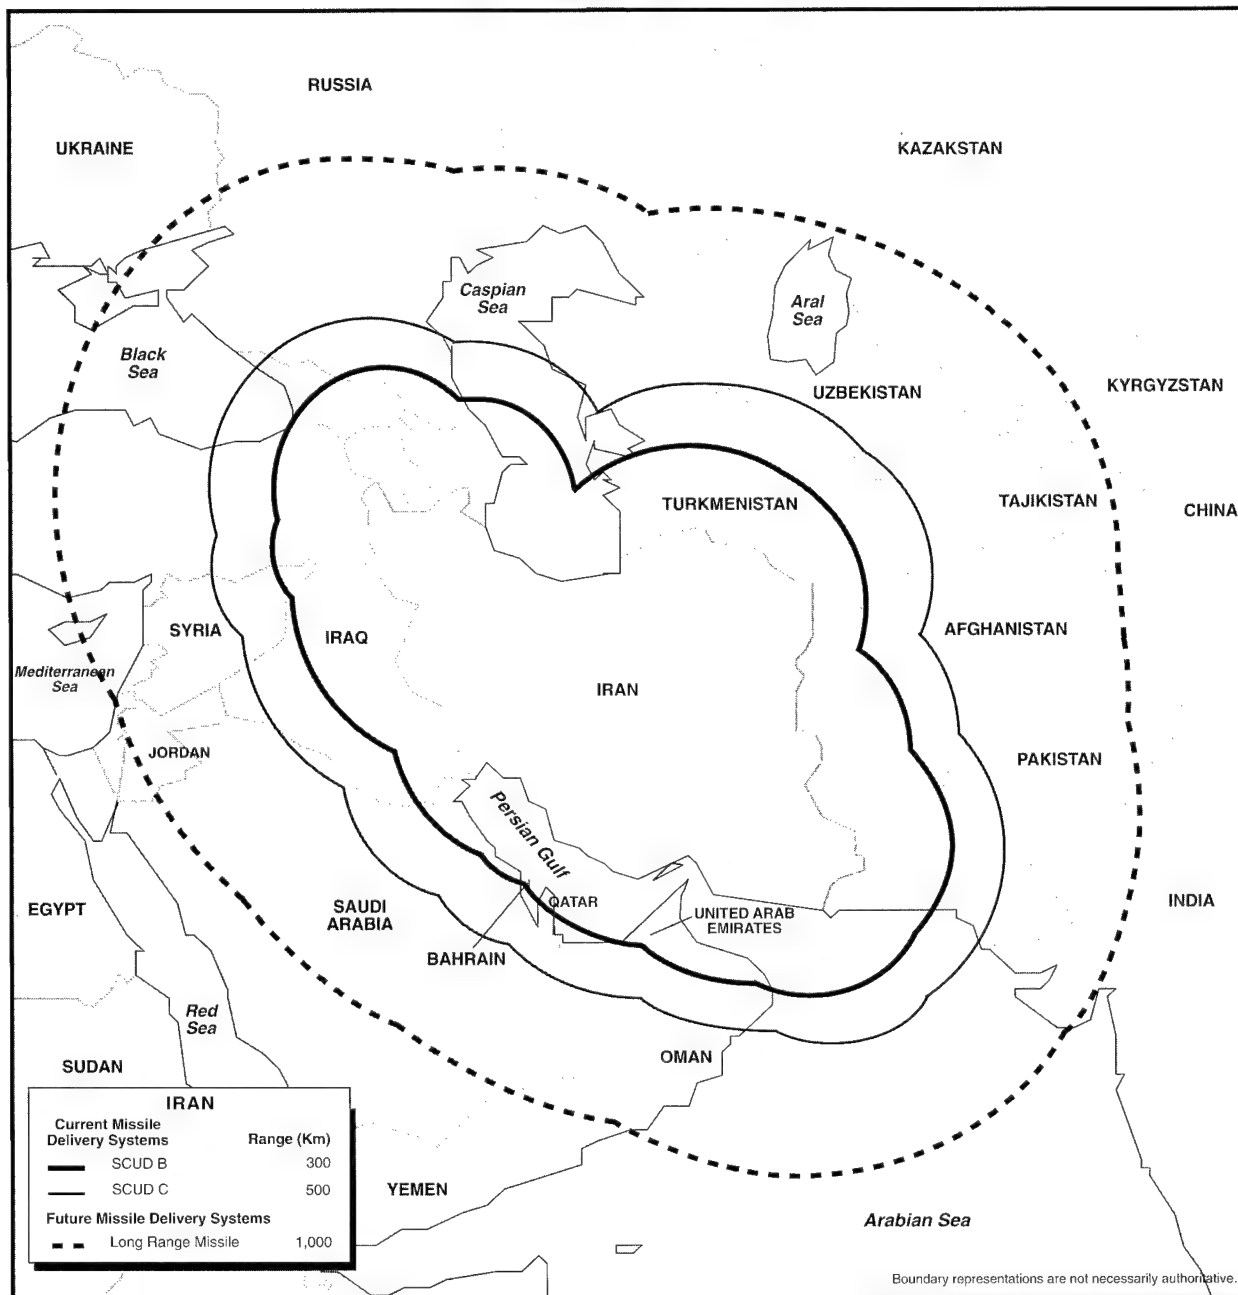 RUSSIA
UKRAINE
KAZAKSTAN
Caspian
Sea
Aral
Sea
Black
Sea
UZBEKISTAN
KYRGYZSTAN
TURKMENISTAN
TAJIKISTAN
CHINA
SYRIA
IRAQ
AFGHANISTAN
Mediterranean
Sea
IRAN
JORDAN
PAKISTAN
Persian Gulf
EGYPT
SAUDI
ARABIA
QATAR
UNITED ARAB
EMIRATES
INDIA
BAHRAIN
Red
Sea
OMAN
SUDAN
IRAN
Current Missile
Delivery Systems
Range (Km)
SCUD B
300
SCUD C
500
Future Missile Delivery Systems
Long Range Missile
1,000
YEMEN
Arabian Sea
Boundary representations are not necessarily authoritative.